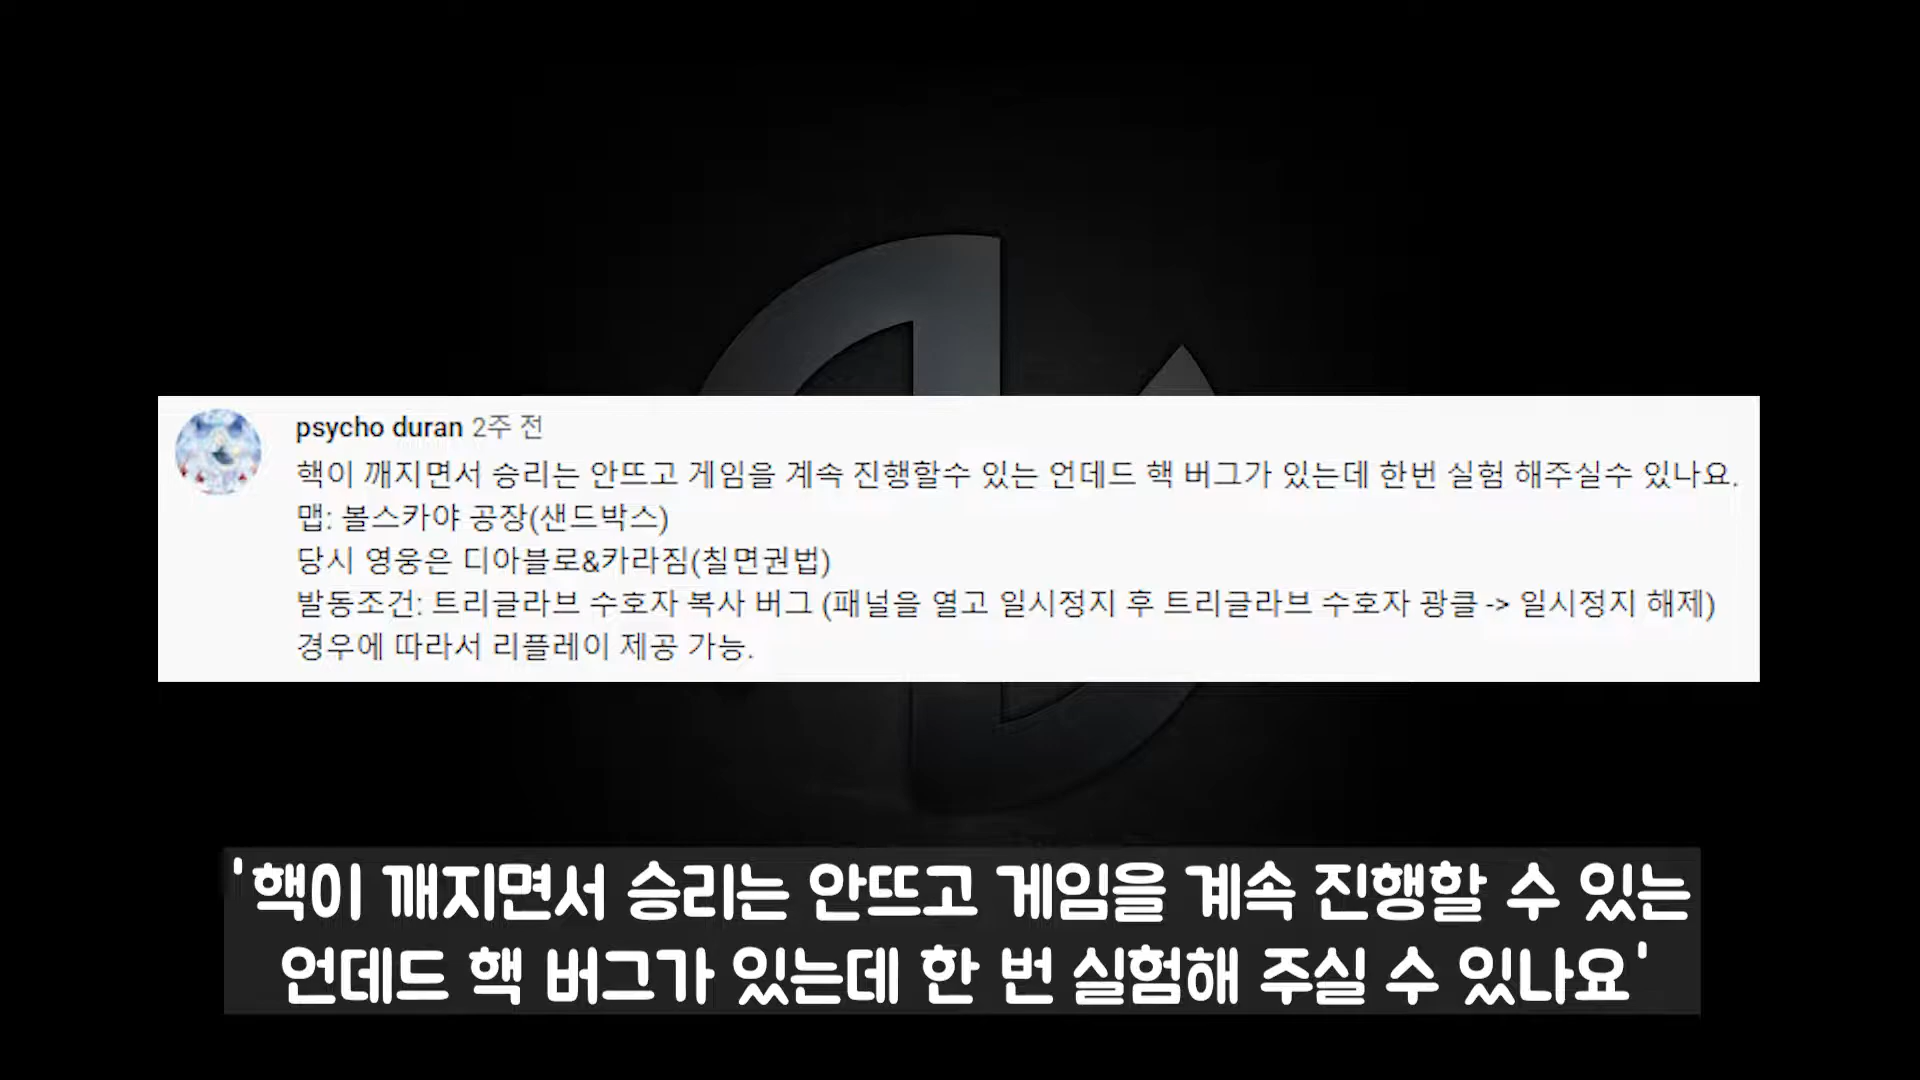 psycho duran 2주 전
핵이 깨지면서 승리는 안뜨고 게임을 계속 진행할수 있는 언데드 핵 버그가 있는데 한번 실험 해주실수 있나요.
맵: 볼스카야 공장(샌드박스)
당시 영웅은 디아블로&카라짐(칠면권법)
발동조건: 트리글라브 수호자 복사 버그 (패널을 열고 일시정지 후 트리글라브 수호자 광클 -> 일시정지 해제)
경우에 따라서 리플레이 제공 가능.
'핵이 깨지면서 승리는 안뜨고 게임을 계속 진행할 수 있는
언데드 핵 버그가 있는데 한 번 실험해 주실 수 있나요'